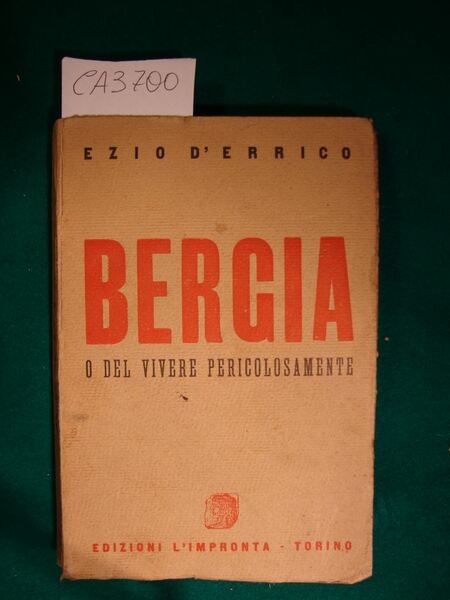 CA3700
EZIO D'ERRICO
BERGIA
O DEL VIVERE PERICOLOSAMENTE
EDIZIONI L'IMPRONTA - TORINO